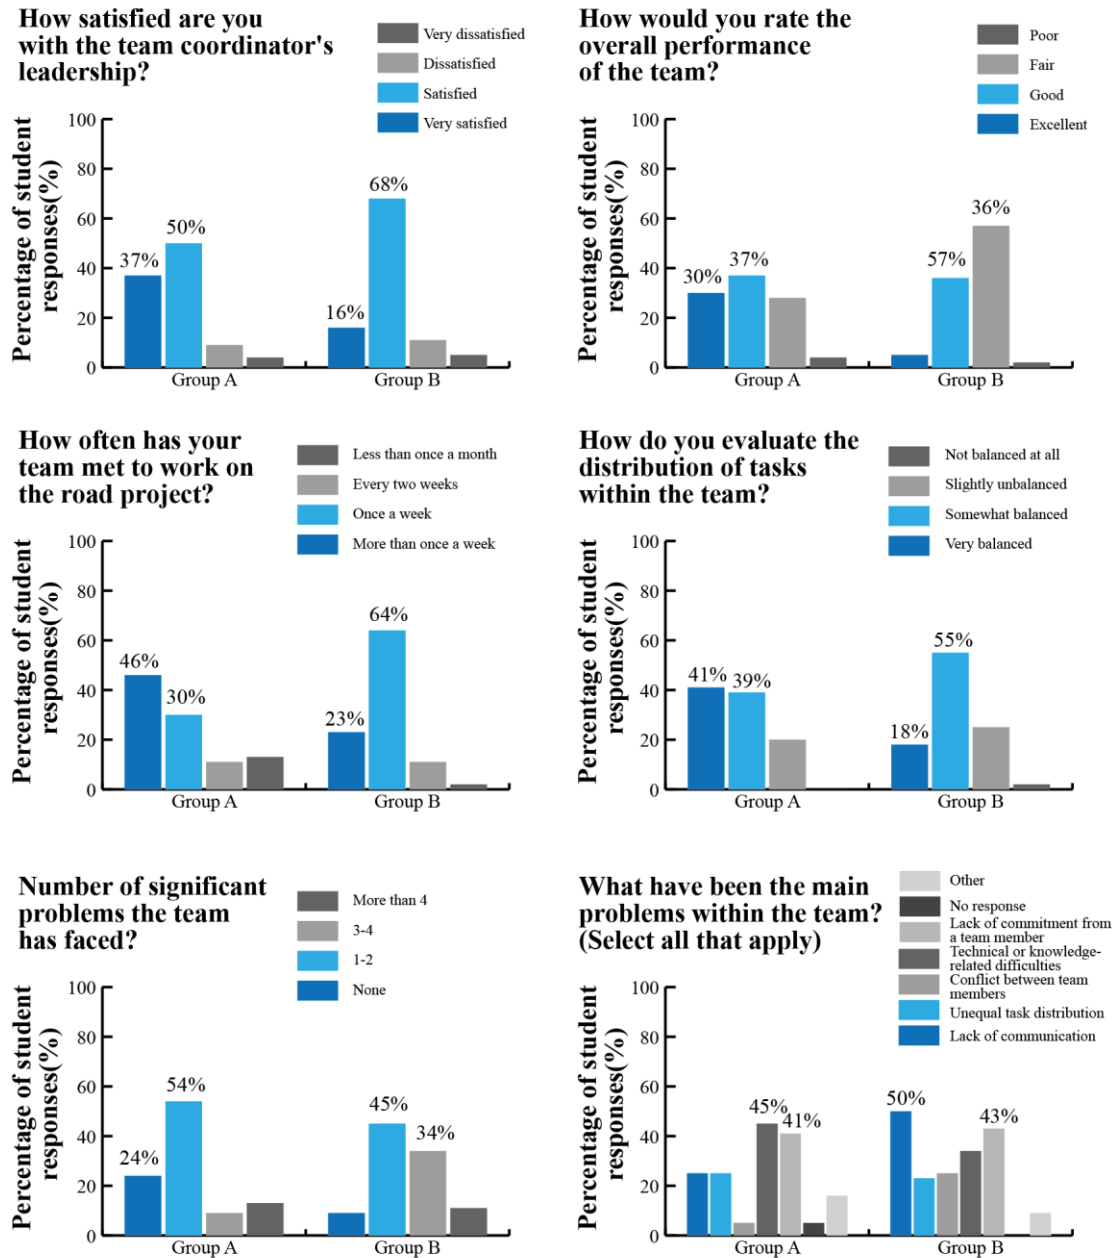 How satisfied are you
with the team coordinator's
leadership?
Very dissatisfied
Dissatisfied
Satisfied
Very satisfied
Percentage of student
responses(%)
100
80
60
40
20
0
37%
50%
16%
68%
Group A
Group B
How would you rate the
overall performance
of the team?
Poor
Fair
Good
Excellent
Percentage of student
responses(%)
100
80
60
40
20
0
30%
37%
57%
36%
Group A
Group B
How often has your
team met to work on
the road project?
Less than once a month
Every two weeks
Once a week
More than once a week
Percentage of student
responses(%)
100
80
60
40
20
0
46%
30%
23%
64%
Group A
Group B
How do you evaluate the
distribution of tasks
within the team?
Not balanced at all
Slightly unbalanced
Somewhat balanced
Very balanced
Percentage of student
responses(%)
100
80
60
40
20
0
41%
39%
18%
55%
Group A
Group B
Number of significant
problems the team
has faced?
More than 4
3-4
1-2
None
Percentage of student
responses(%)
100
80
60
40
20
0
24%
54%
45%
34%
Group A
Group B
What have been the main
problems within the team?
(Select all that apply)
Other
No response
Lack of commitment from
a team member
Technical or knowledge-
related difficulties
Conflict between team
members
Unequal task distribution
Lack of communication
Percentage of student
responses(%)
100
80
60
40
20
0
45%
41%
50%
43%
Group A
Group B